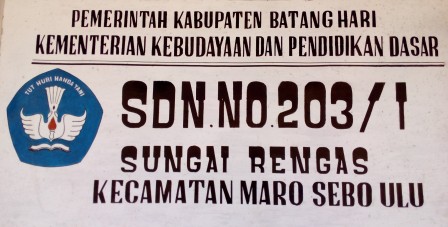 PEMERINTAH KABUPATEN BATANG HARI
KEMENTERIAN KEBUDAYAAN DAN PENDIDIKAN DASAR
TUT WURI HANDAYANI
SDN.NO.203/I
SUNGAI RENGAS
KECAMATAN MARO SEBO ULU